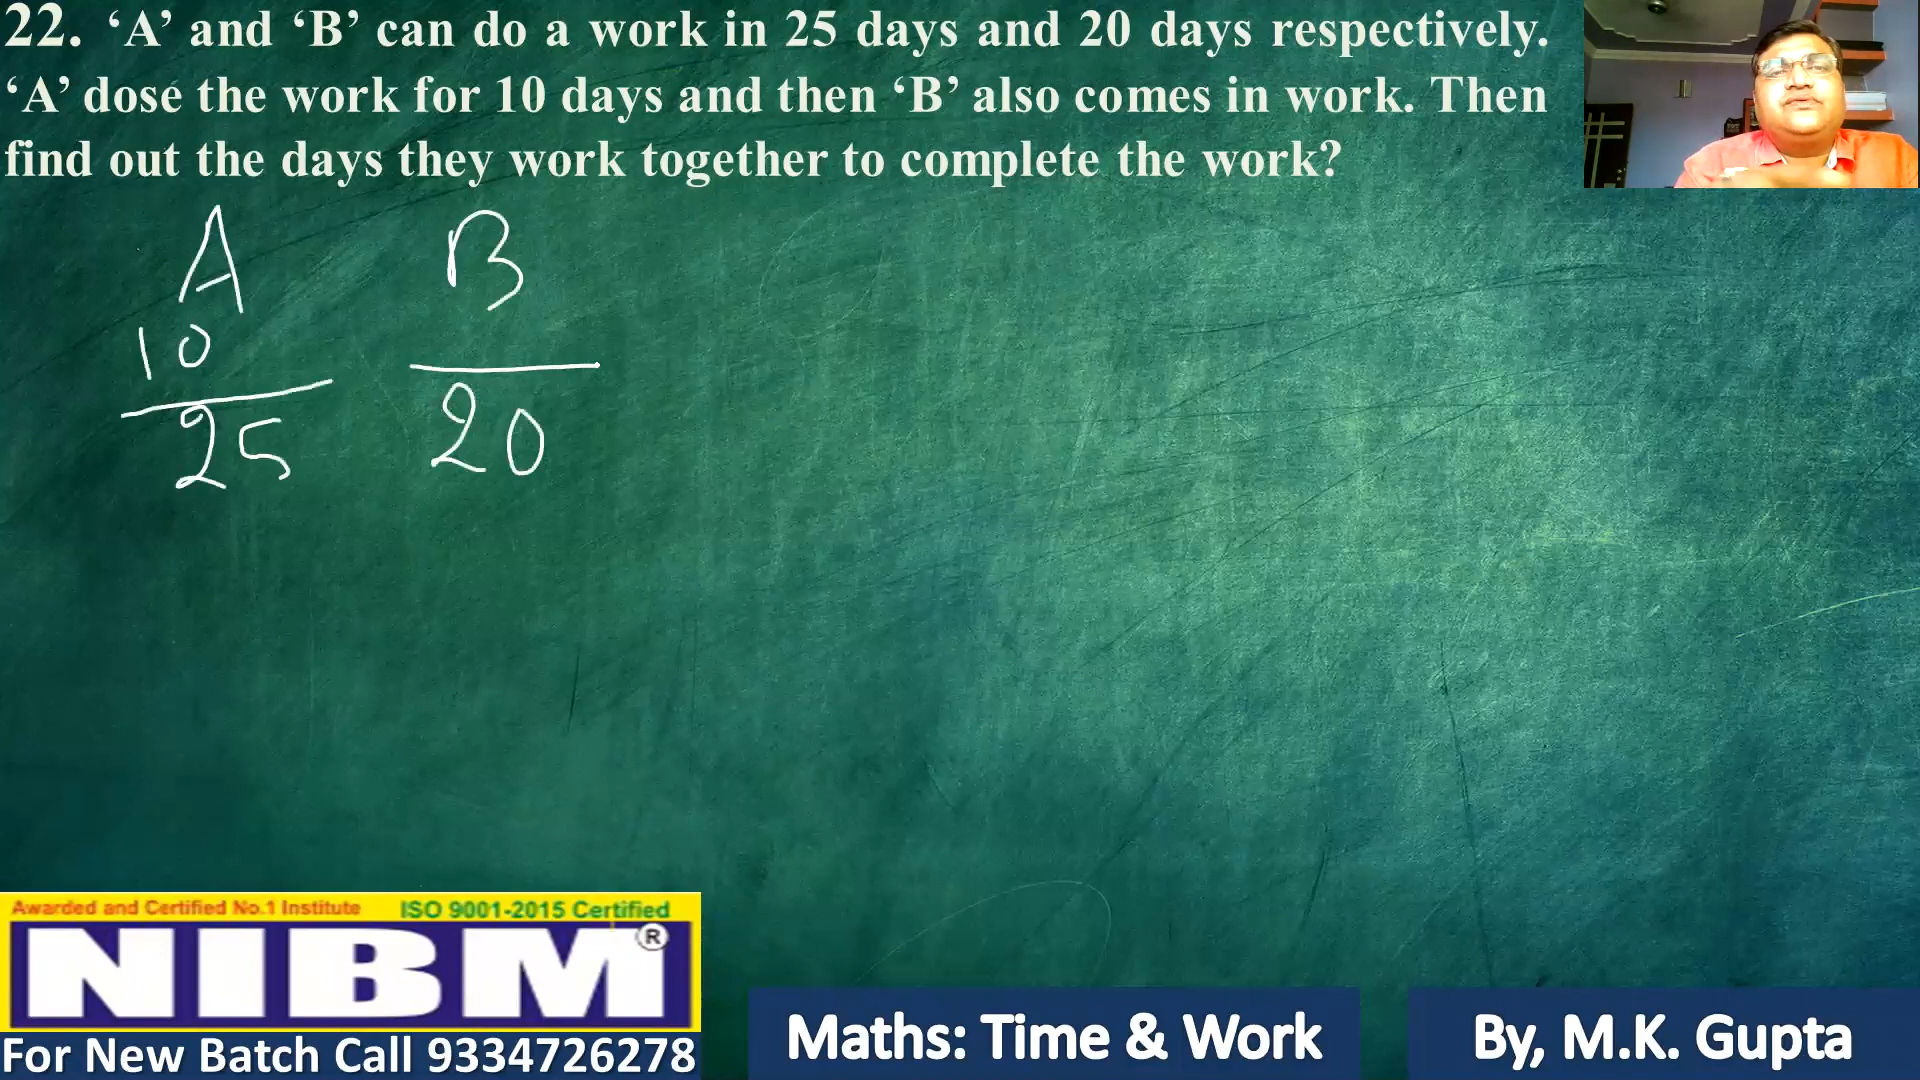 22. ‘A’ and ‘B’ can do a work in 25 days and 20 days respectively.
‘A’ dose the work for 10 days and then ‘B’ also comes in work. Then
find out the days they work together to complete the work?
A B
10
25 20
Awarded and Certified No.1 Institute ISO 9001-2015 Certified
NIBM®
For New Batch Call 9334726278
Maths: Time & Work
By, M.K. Gupta